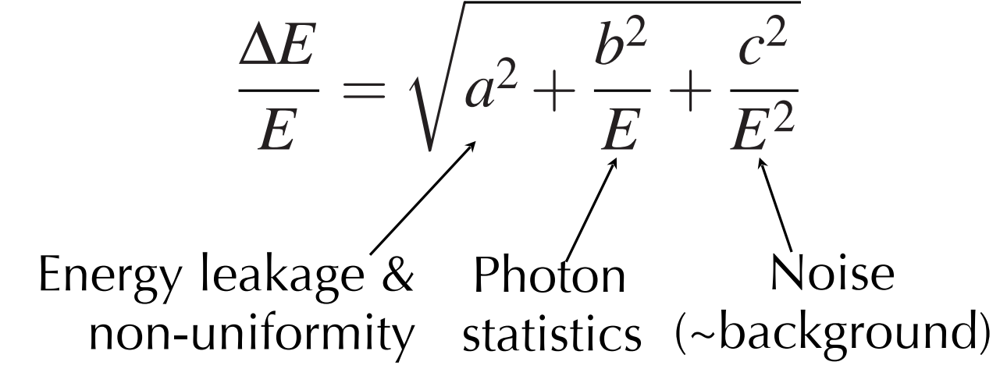 ΔE/E = √(a² + b²/E + c²/E²)
Energy leakage & Photon Noise
non-uniformity statistics (~background)